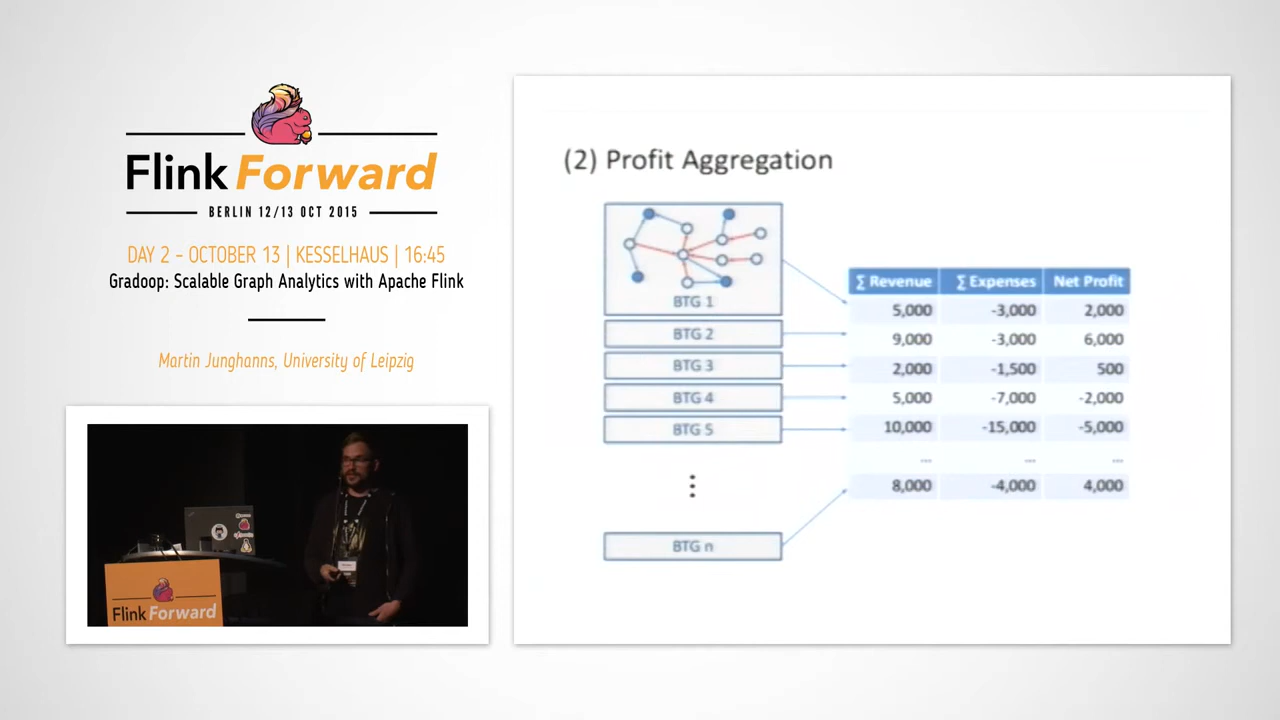 Flink Forward
BERLIN 12/13 OCT 2015
DAY 2 - OCTOBER 13 | KESSELHAUS | 16:45
Gradoop: Scalable Graph Analytics with Apache Flink
Martin Junghanns, University of Leipzig
Flink Forward
(2) Profit Aggregation
BTG 1
BTG 2
BTG 3
BTG 4
BTG 5
⋮
BTG n
∑ Revenue ∑ Expenses Net Profit
5,000 -3,000 2,000
9,000 -3,000 6,000
2,000 -1,500 500
5,000 -7,000 -2,000
10,000 -15,000 -5,000
... ... ...
8,000 -4,000 4,000